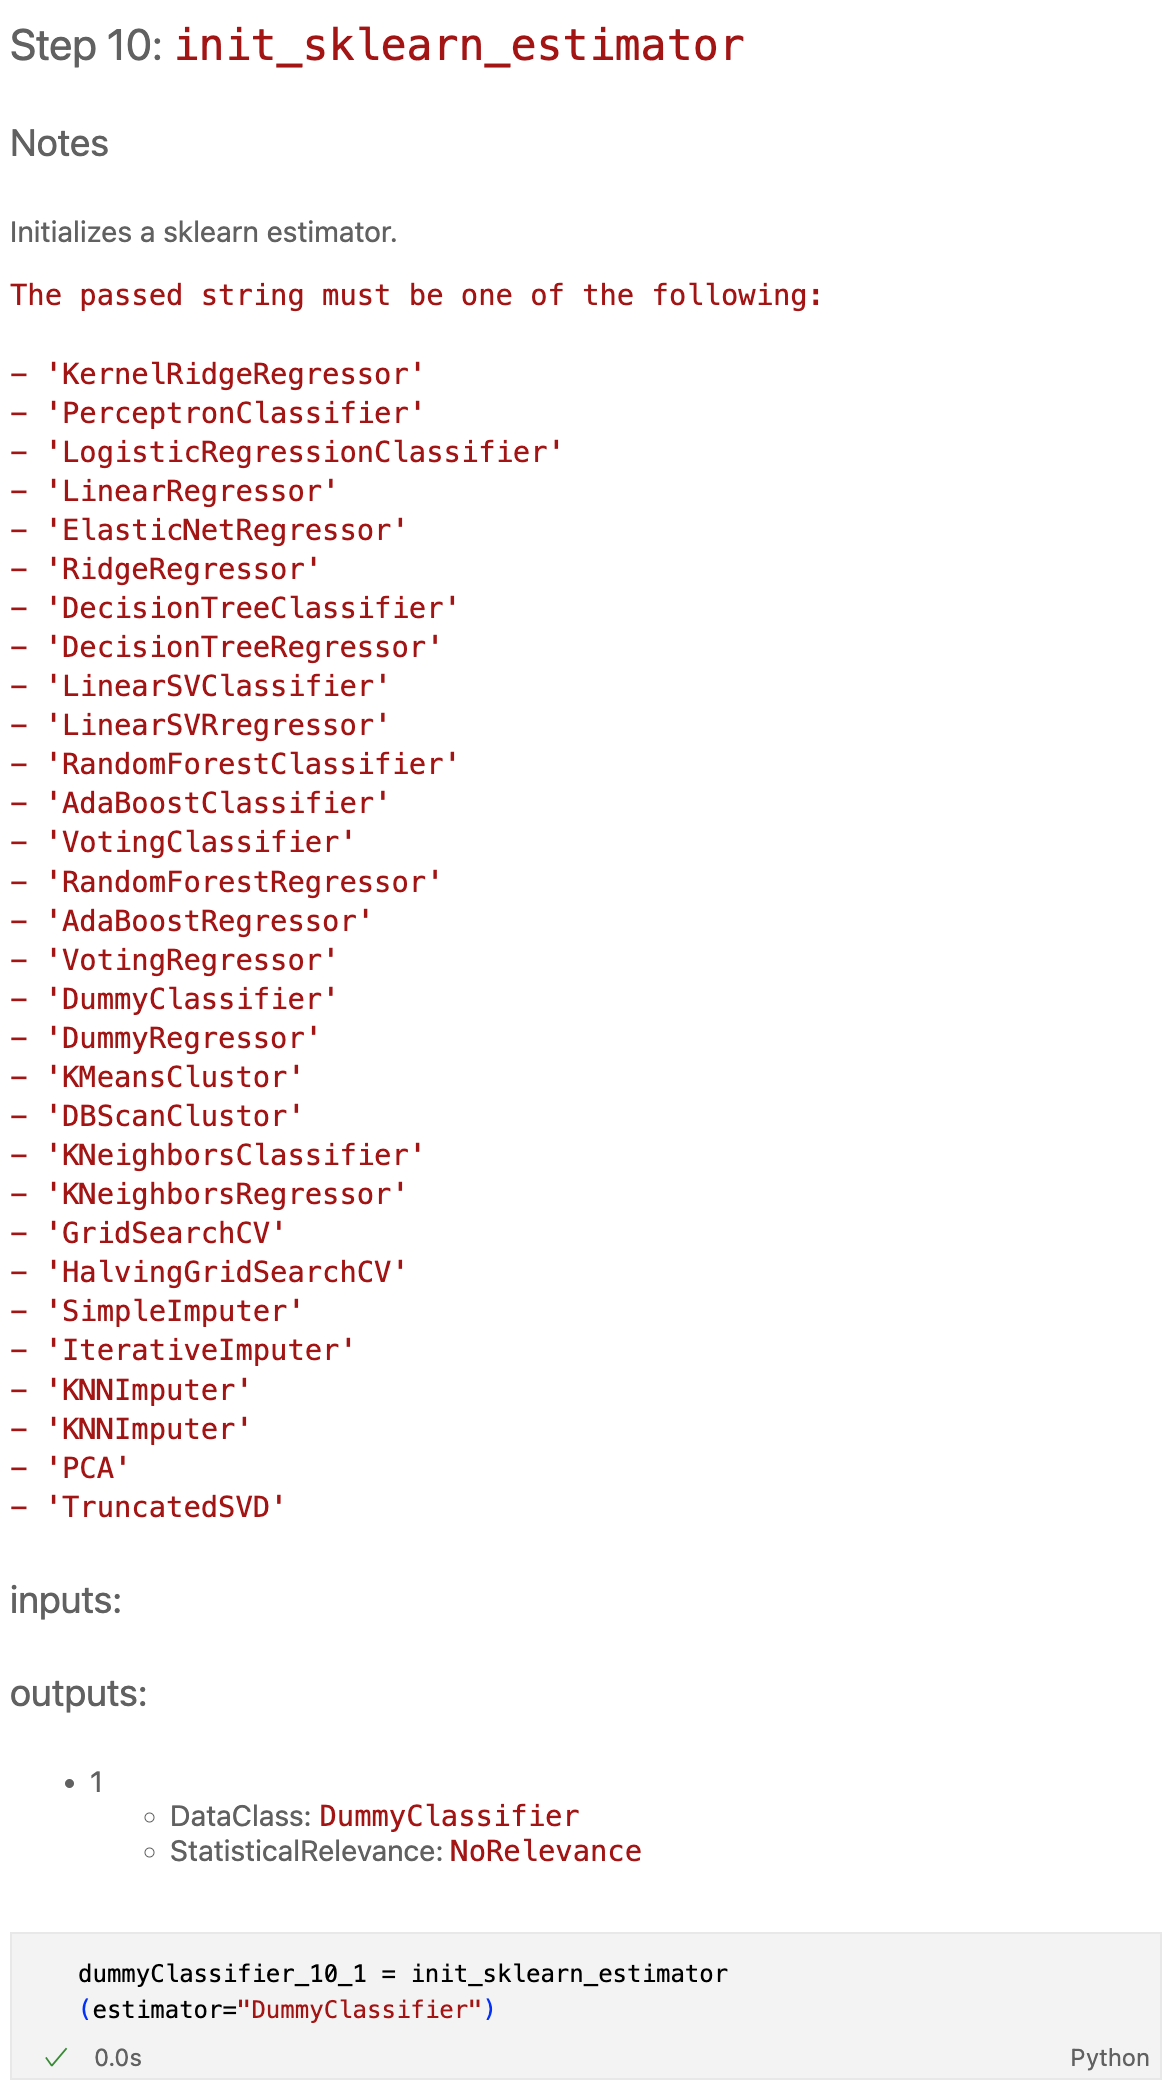 Step 10: init_sklearn_estimator
Notes
Initializes a sklearn estimator.
The passed string must be one of the following:
– 'KernelRidgeRegressor'
– 'PerceptronClassifier'
– 'LogisticRegressionClassifier'
– 'LinearRegressor'
– 'ElasticNetRegressor'
– 'RidgeRegressor'
– 'DecisionTreeClassifier'
– 'DecisionTreeRegressor'
– 'LinearSVClassifier'
– 'LinearSVRregressor'
– 'RandomForestClassifier'
– 'AdaBoostClassifier'
– 'VotingClassifier'
– 'RandomForestRegressor'
– 'AdaBoostRegressor'
– 'VotingRegressor'
– 'DummyClassifier'
– 'DummyRegressor'
– 'KMeansClustor'
– 'DBScanClustor'
– 'KNeighborsClassifier'
– 'KNeighborsRegressor'
– 'GridSearchCV'
– 'HalvingGridSearchCV'
– 'SimpleImputer'
– 'IterativeImputer'
– 'KNNImputer'
– 'KNNImputer'
– 'PCA'
– 'TruncatedSVD'
inputs:
outputs:
• 1
◦ DataClass: DummyClassifier
◦ StatisticalRelevance: NoRelevance
dummyClassifier_10_1 = init_sklearn_estimator
(estimator="DummyClassifier")
✓ 0.0s Python